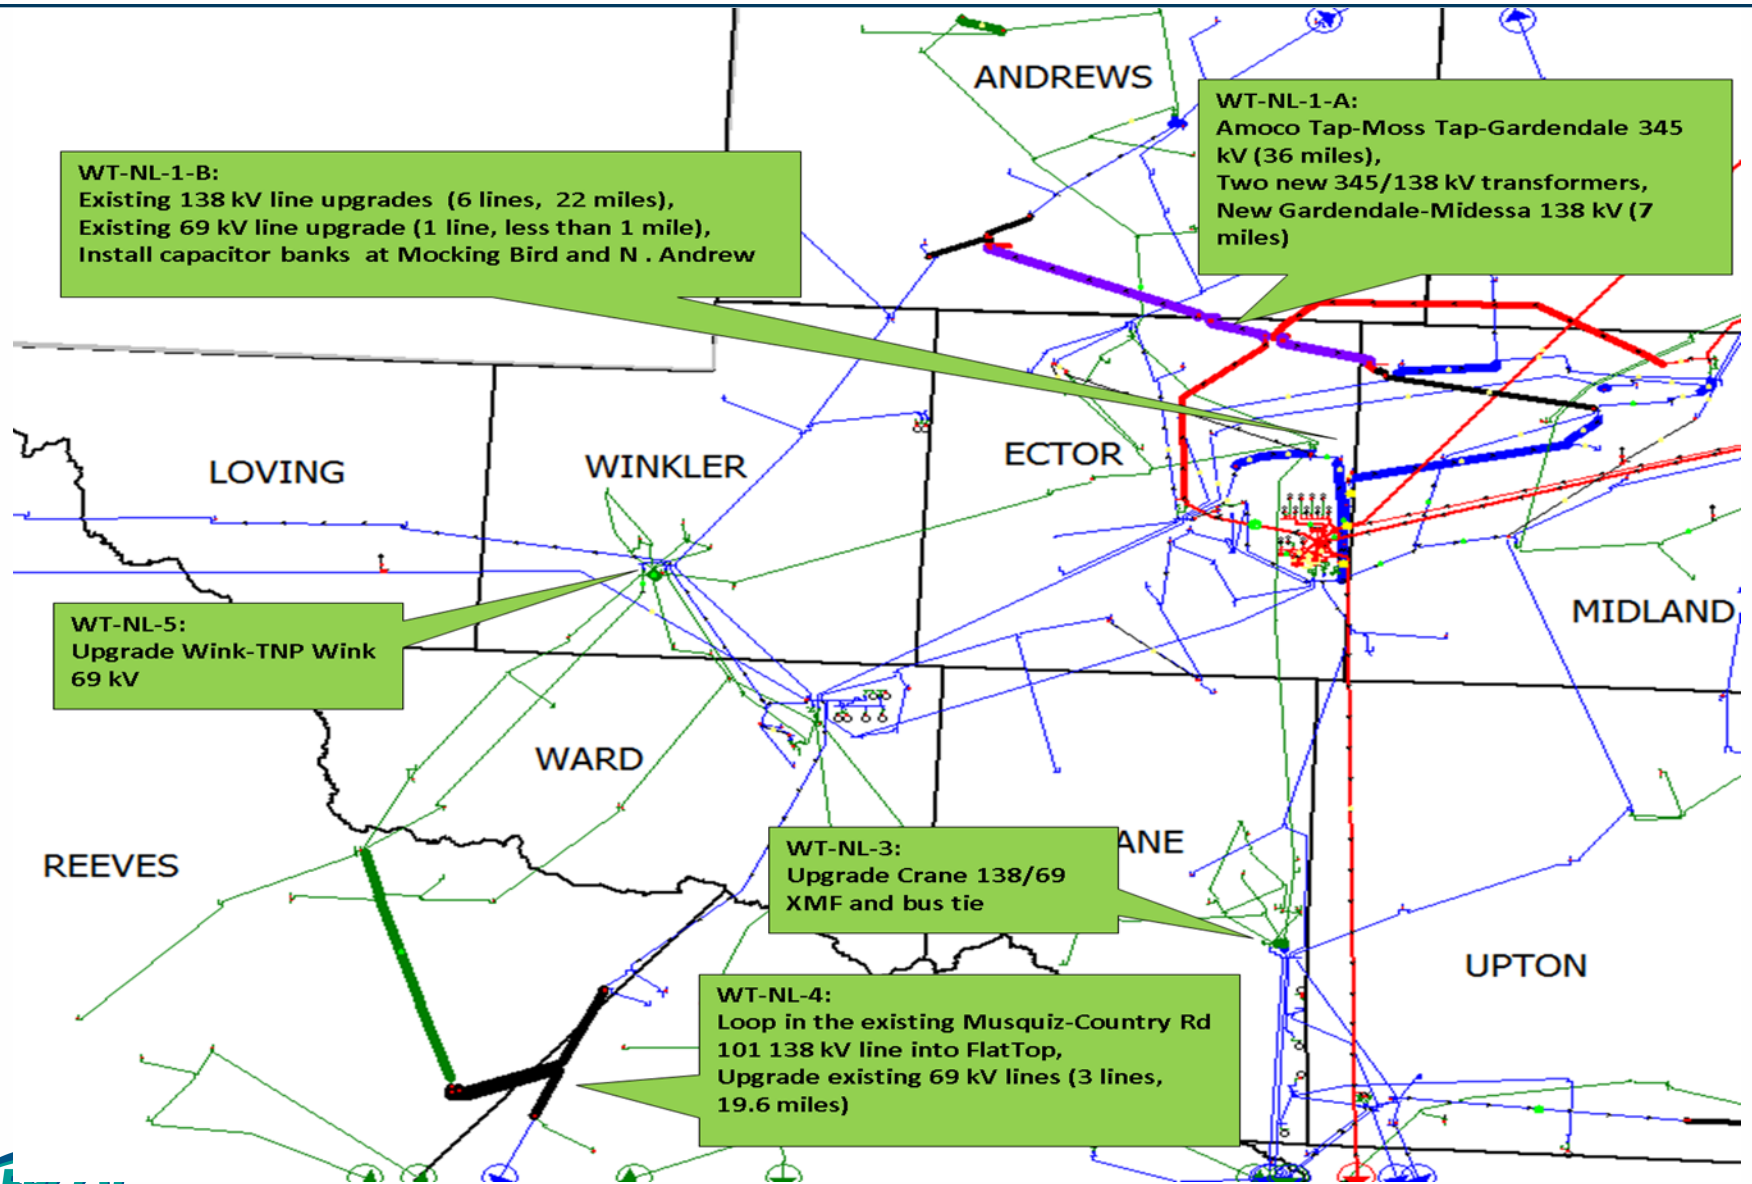 ANDREWS
WT-NL-1-A:
Amoco Tap-Moss Tap-Gardendale 345
kV (36 miles),
Two new 345/138 kV transformers,
New Gardendale-Midessa 138 kV (7
miles)
WT-NL-1-B:
Existing 138 kV line upgrades (6 lines, 22 miles),
Existing 69 kV line upgrade (1 line, less than 1 mile),
Install capacitor banks at Mocking Bird and N . Andrew
LOVING
WINKLER
ECTOR
MIDLAND
WT-NL-5:
Upgrade Wink-TNP Wink
69 kV
WARD
REEVES
WT-NL-3:
Upgrade Crane 138/69
XMF and bus tie
ANE
UPTON
WT-NL-4:
Loop in the existing Musquiz-Country Rd
101 138 kV line into FlatTop,
Upgrade existing 69 kV lines (3 lines,
19.6 miles)